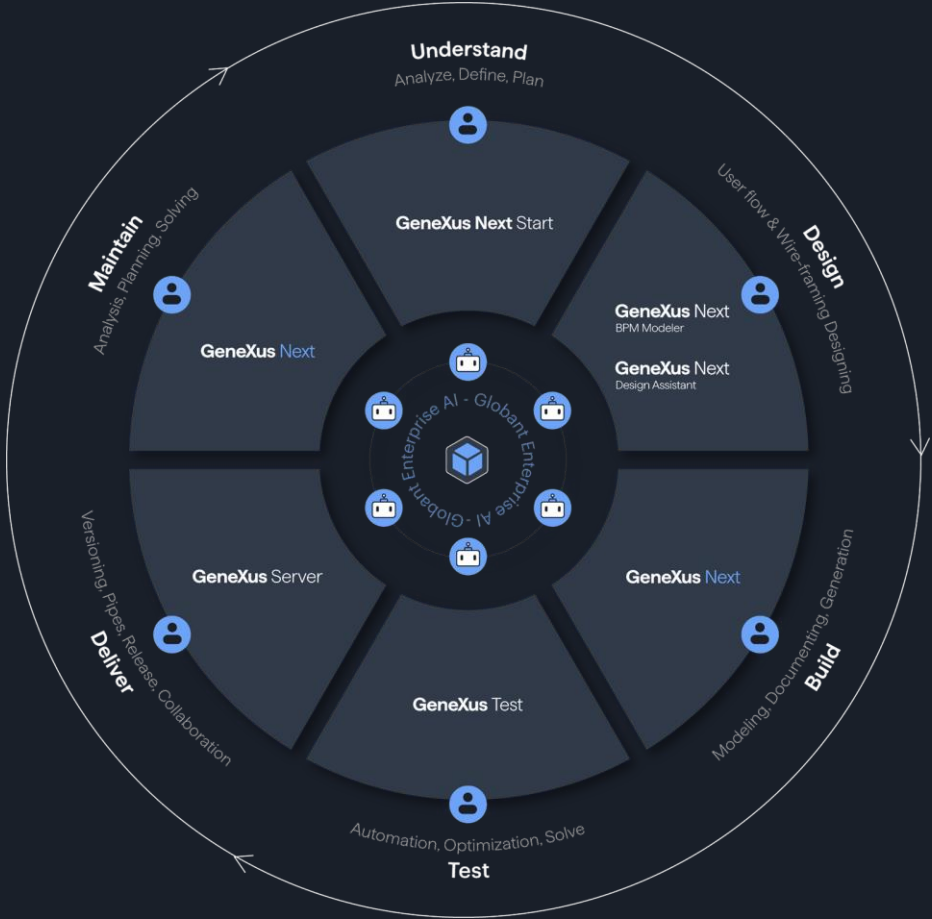 Understand
Analyze, Define, Plan
GeneXus Next Start
Design
User flow & Wire-framing Designing
GeneXus Next
BPM Modeler
GeneXus Next
Design Assistant
Build
Modeling, Documenting, Generation
GeneXus Next
GeneXus Test
Automation, Optimization, Solve
Test
Deliver
Versioning, Pipes, Release, Collaboration
GeneXus Server
Maintain
Analysis, Planning, Solving
GeneXus Next
Globant Enterprise AI - Globant Enterprise AI -